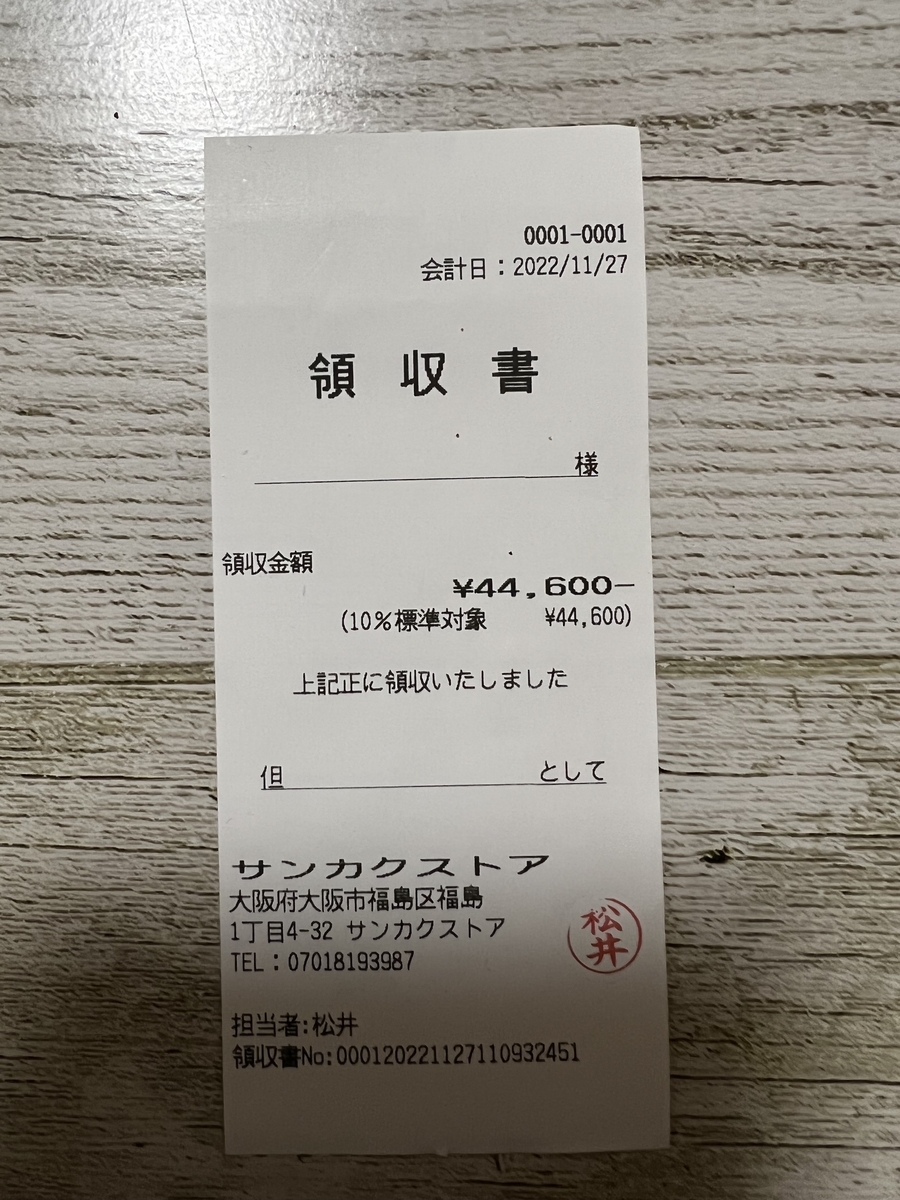 0001-0001
会計日：2022/11/27
領収書
様
領収金額
¥44,600-
(10％標準対象 ¥44,600)
上記正に領収いたしました
但 として
サンカクストア
大阪府大阪市福島区福島
1丁目4-32 サンカクストア
TEL：07018193987
松井
担当者:松井
領収書No:000120221127110932451